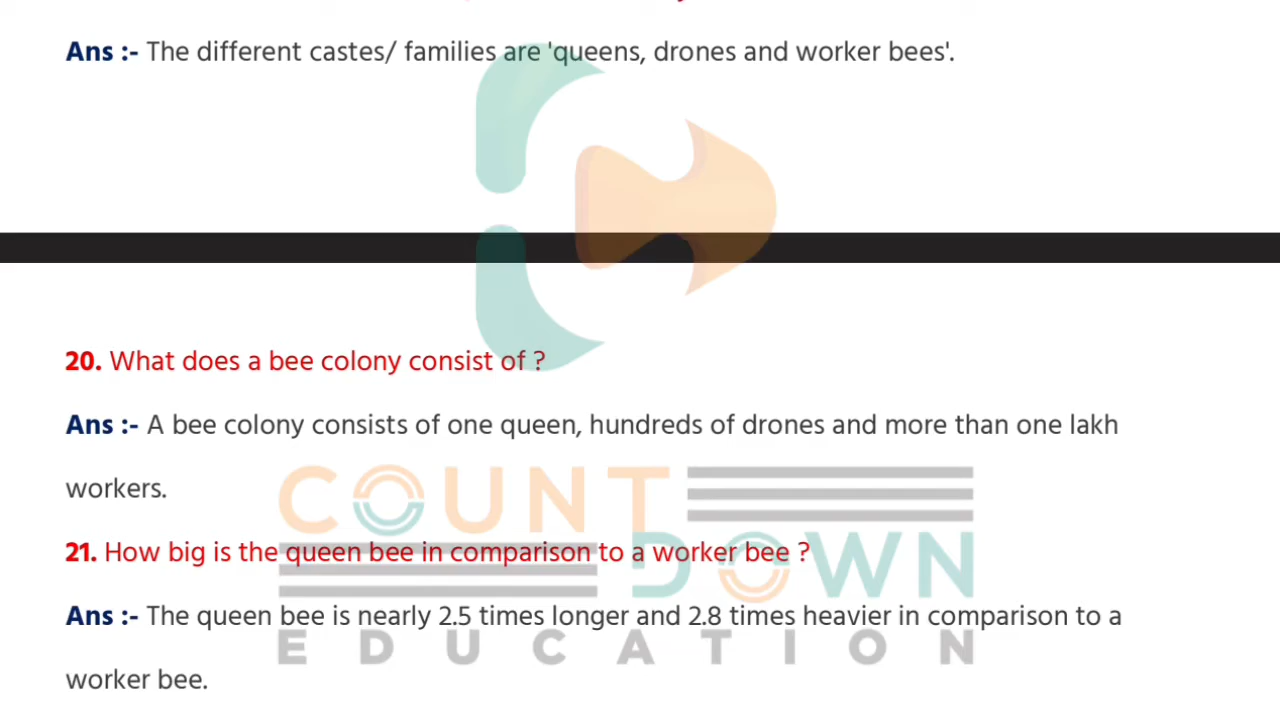 Ans :- The different castes/ families are 'queens, drones and worker bees'.
20. What does a bee colony consist of ?
Ans :- A bee colony consists of one queen, hundreds of drones and more than one lakh
workers.
COUNT
21. How big is the queen bee in comparison to a worker bee ?
DOWN
Ans :- The queen bee is nearly 2.5 times longer and 2.8 times heavier in comparison to a
EDUCATION
worker bee.